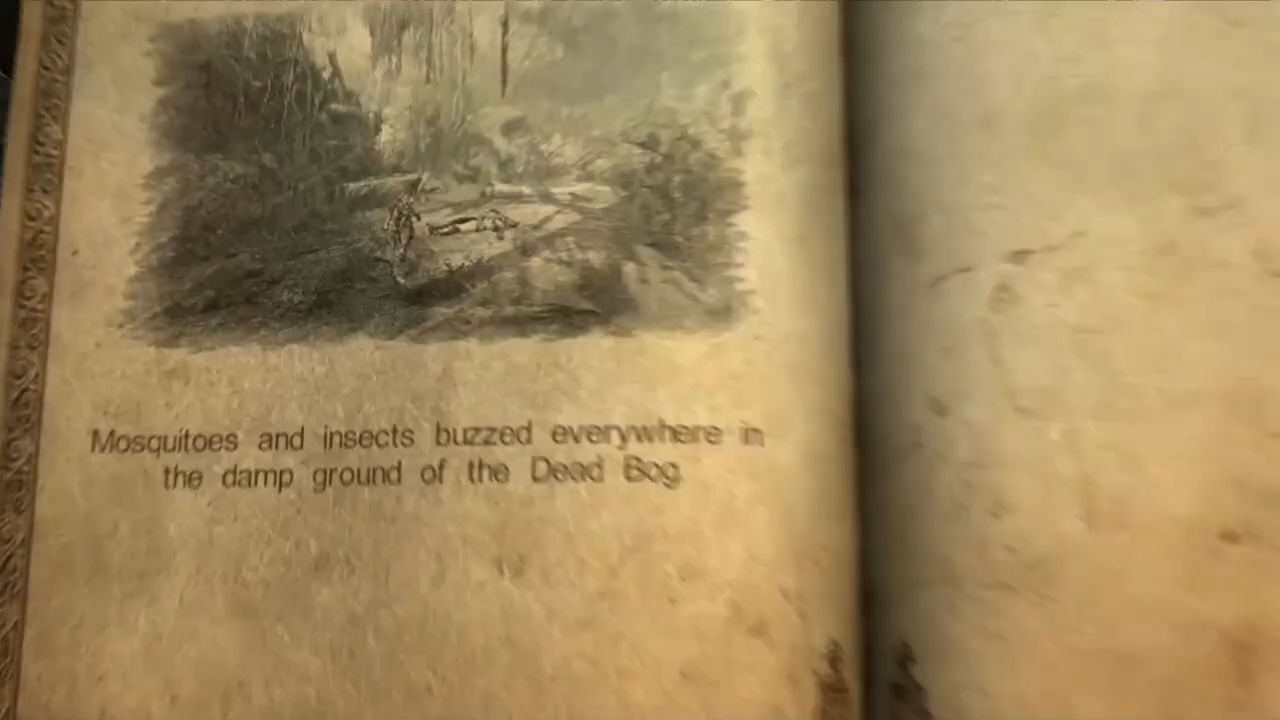 Mosquitoes and insects buzzed everywhere in
the damp ground of the Dead Bog